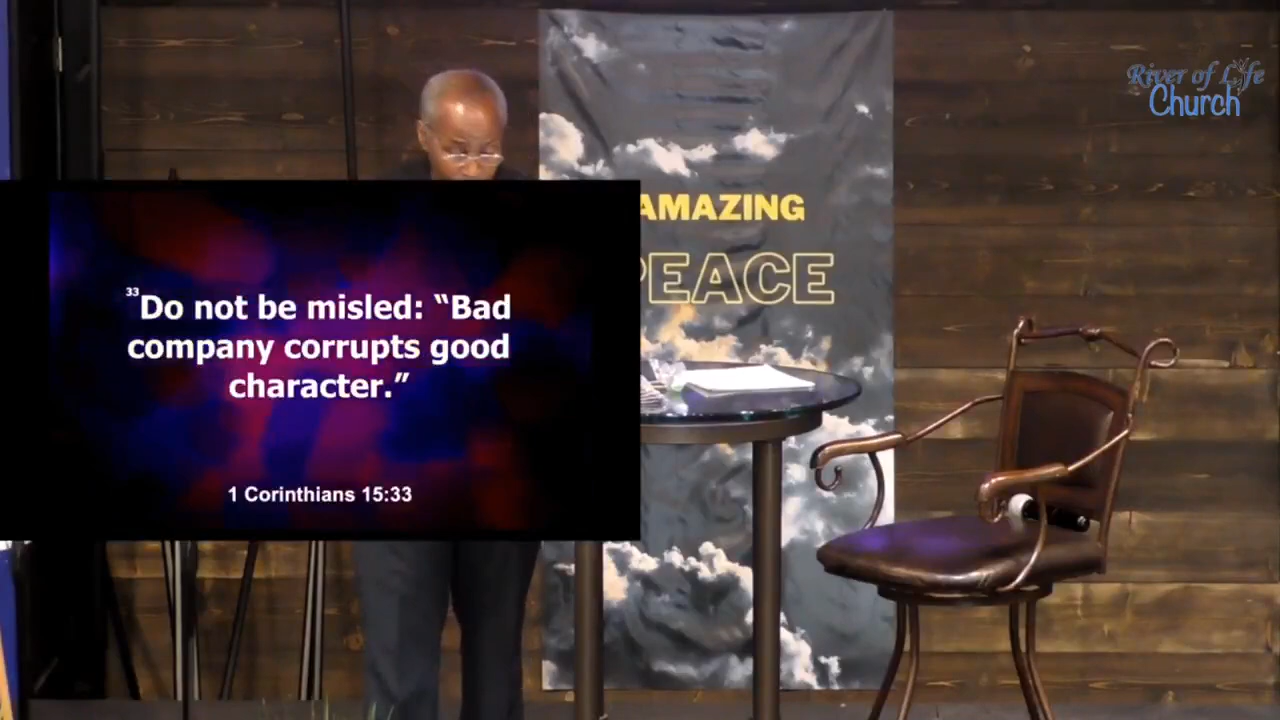 River of Life
Church
AMAZING
PEACE
33Do not be misled: “Bad
company corrupts good
character.”
1 Corinthians 15:33